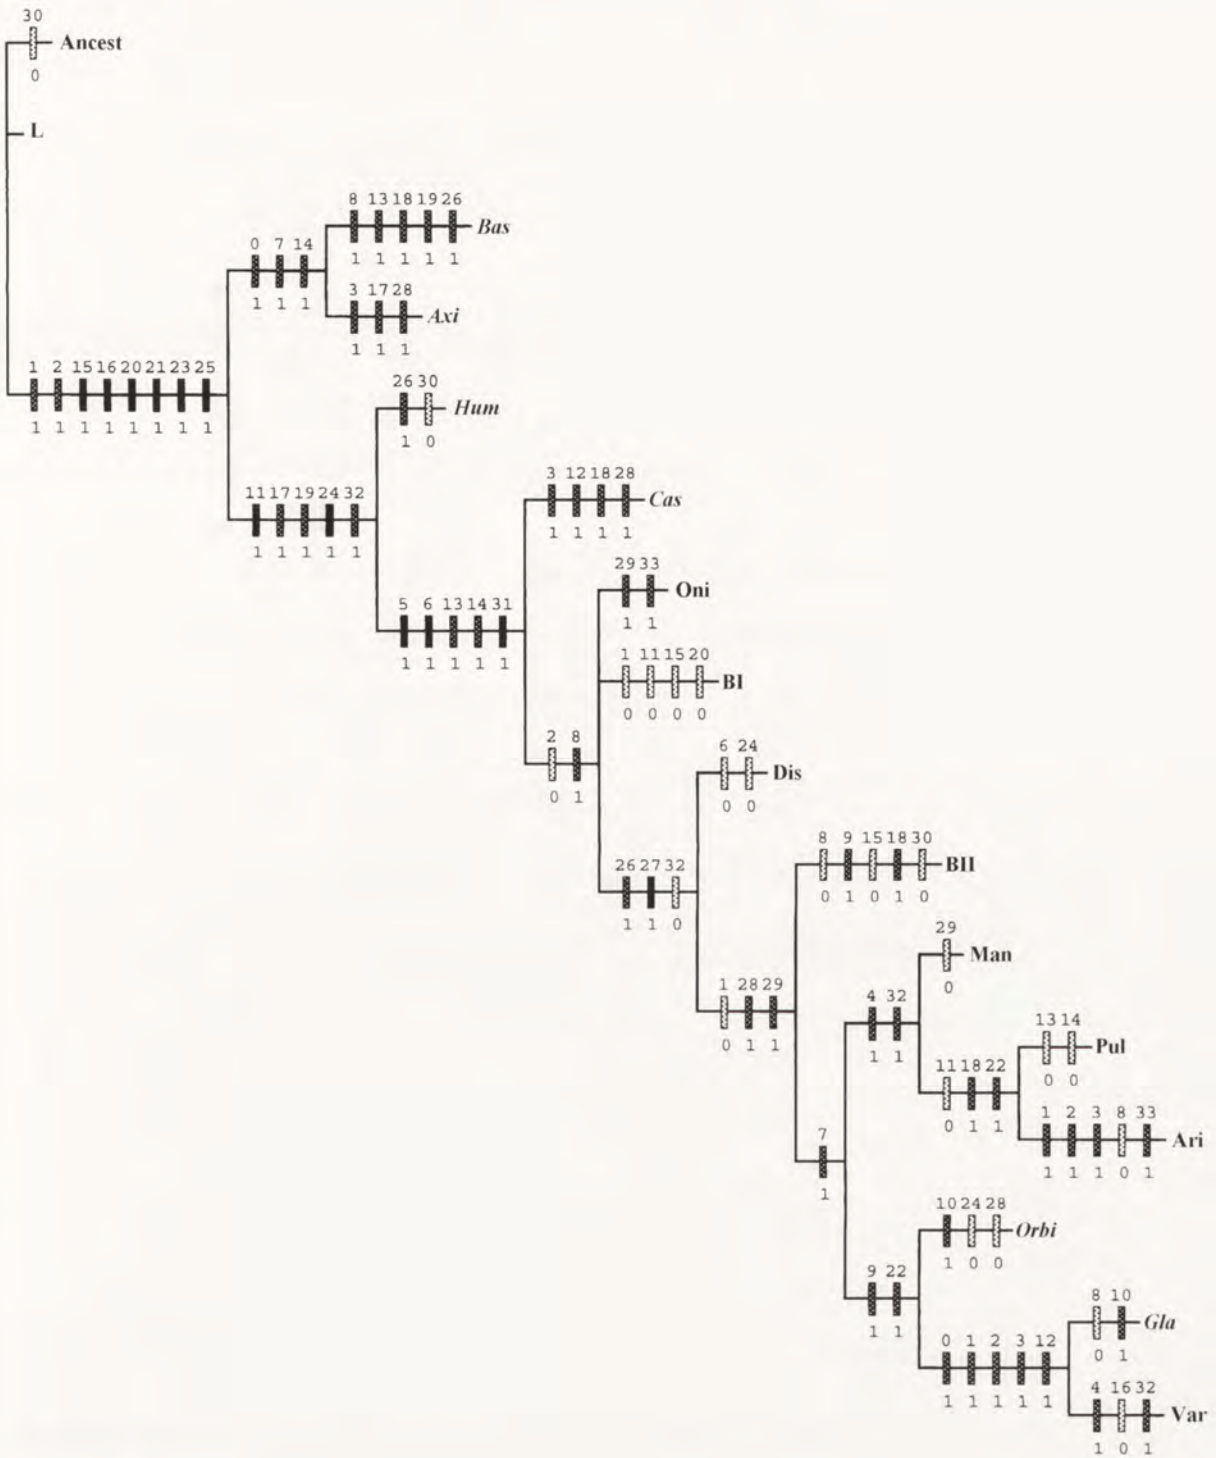 30
Ancest
0
L
8 13 18 19 26
Bas
1 1 1 1 1
0 7 14
1 1 1
3 17 28
Axi
1 1 1
1 2 15 16 20 21 23 25
1 1 1 1 1 1 1 1
26 30
Hum
1 0
11 17 19 24 32
1 1 1 1 1
3 12 18 28
Cas
1 1 1 1
29 33
Oni
1 1
5 6 13 14 31
1 1 1 1 1
1 11 15 20
BI
0 0 0 0
2 8
0 1
6 24
Dis
0 0
26 27 32
1 1 0
8 9 15 18 30
BII
0 1 0 1 0
29
Man
0
1 28 29
0 1 1
4 32
1 1
13 14
Pul
0 0
11 18 22
0 1 1
1 2 3 8 33
Ari
1 1 1 0 1
7
1
10 24 28
Orbi
1 0 0
9 22
1 1
8 10
Gla
0 1
0 1 2 3 12
1 1 1 1 1
4 16 32
Var
1 0 1